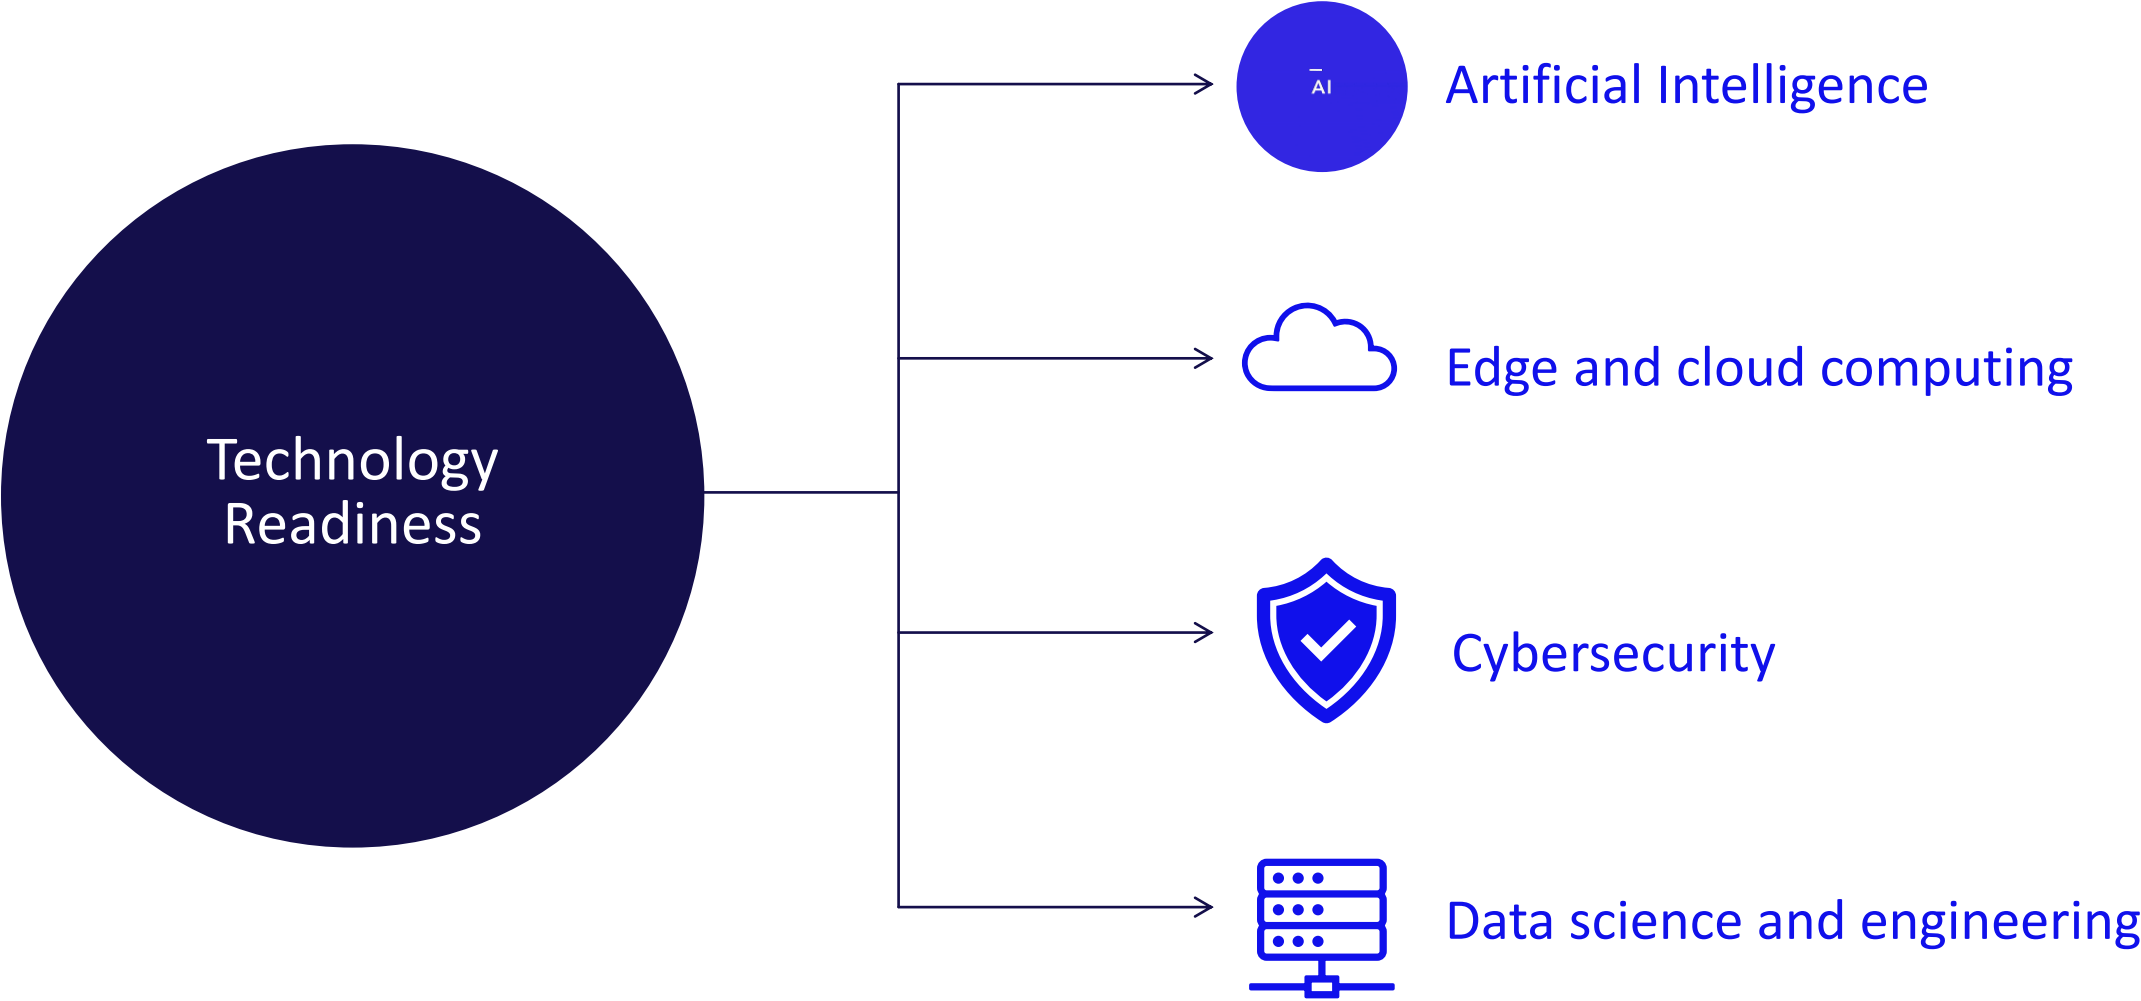 Technology
Readiness
AI
Artificial Intelligence
Edge and cloud computing
Cybersecurity
Data science and engineering